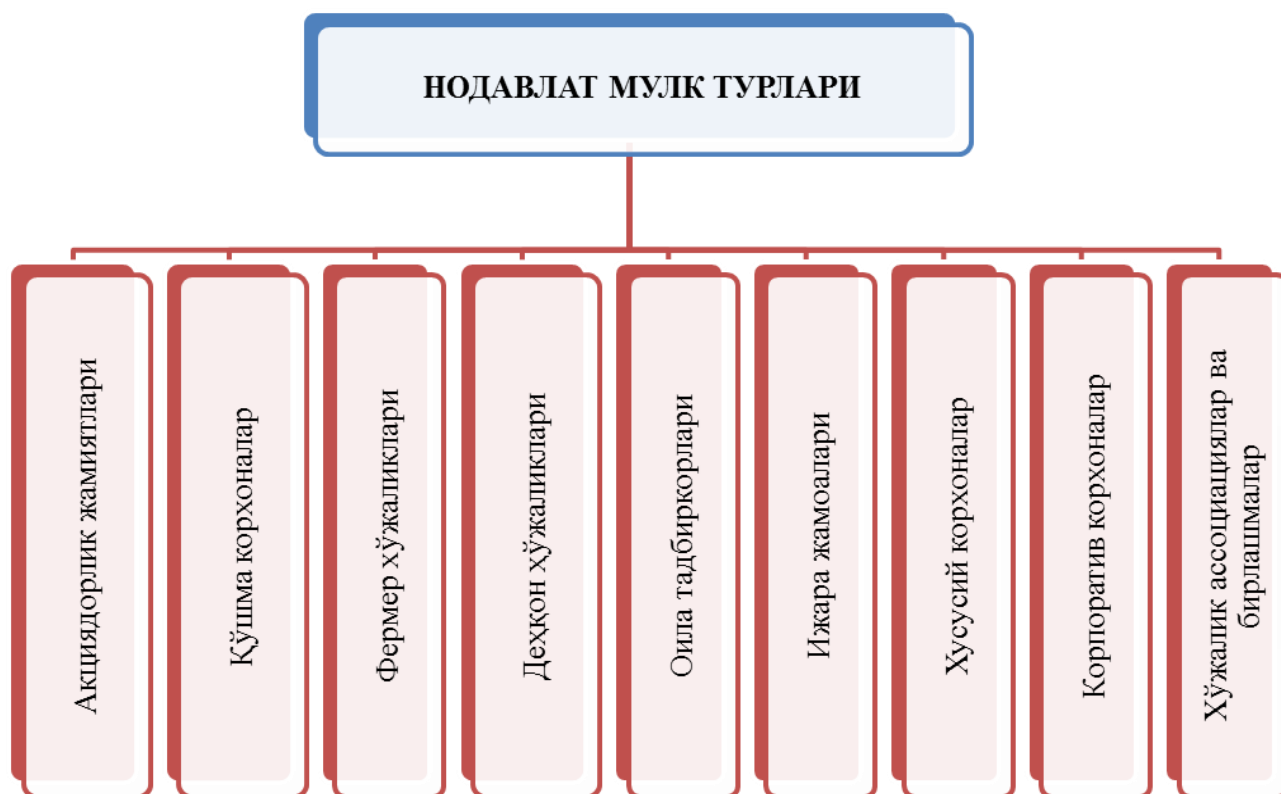 НОДАВЛАТ МУЛК ТУРЛАРИ
Акциядорлик жамиятлари
Қўшма корхоналар
Фермер хўжаликлари
Деҳқон ҳўжаликлари
Оила тадбиркорлари
Ижара жамоалари
Хусусий корхоналар
Корпоратив корхоналар
Хўжалик ассоциациялар ва
бирлашмалар